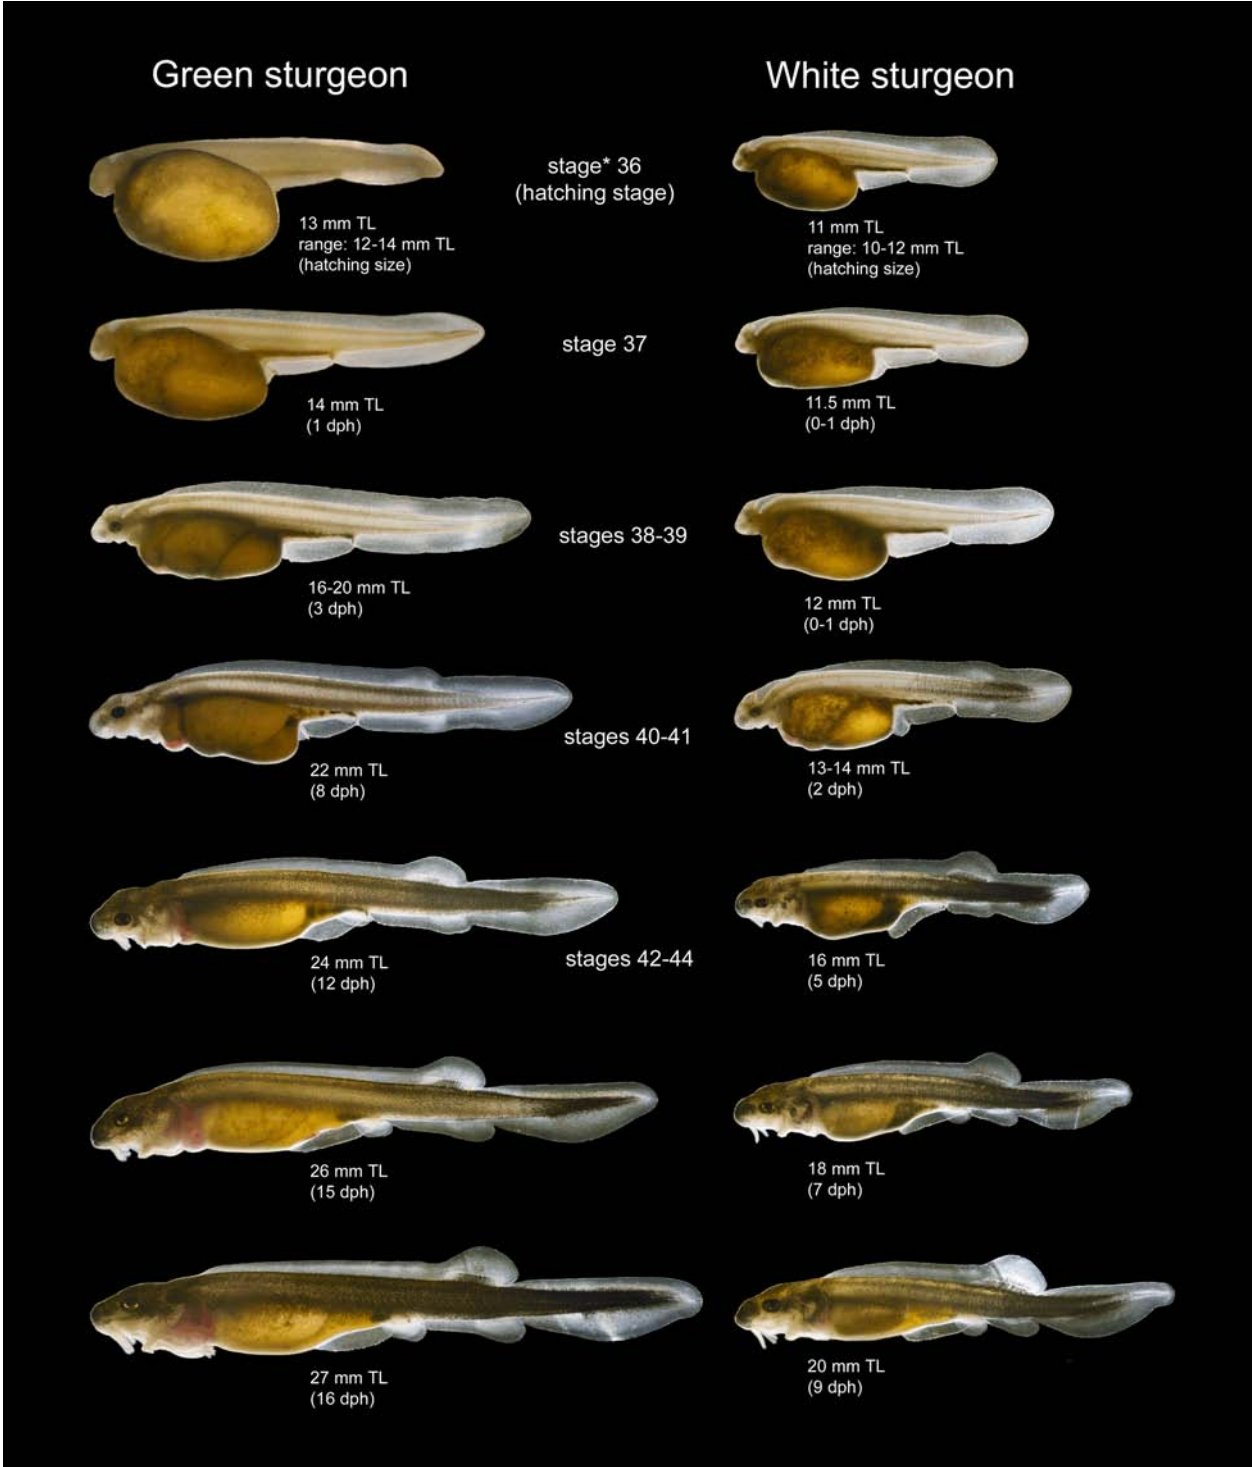 Green sturgeon
White sturgeon
stage* 36
(hatching stage)
13 mm TL
range: 12-14 mm TL
(hatching size)
11 mm TL
range: 10-12 mm TL
(hatching size)
stage 37
14 mm TL
(1 dph)
11.5 mm TL
(0-1 dph)
stages 38-39
16-20 mm TL
(3 dph)
12 mm TL
(0-1 dph)
stages 40-41
22 mm TL
(8 dph)
13-14 mm TL
(2 dph)
stages 42-44
24 mm TL
(12 dph)
16 mm TL
(5 dph)
26 mm TL
(15 dph)
18 mm TL
(7 dph)
27 mm TL
(16 dph)
20 mm TL
(9 dph)